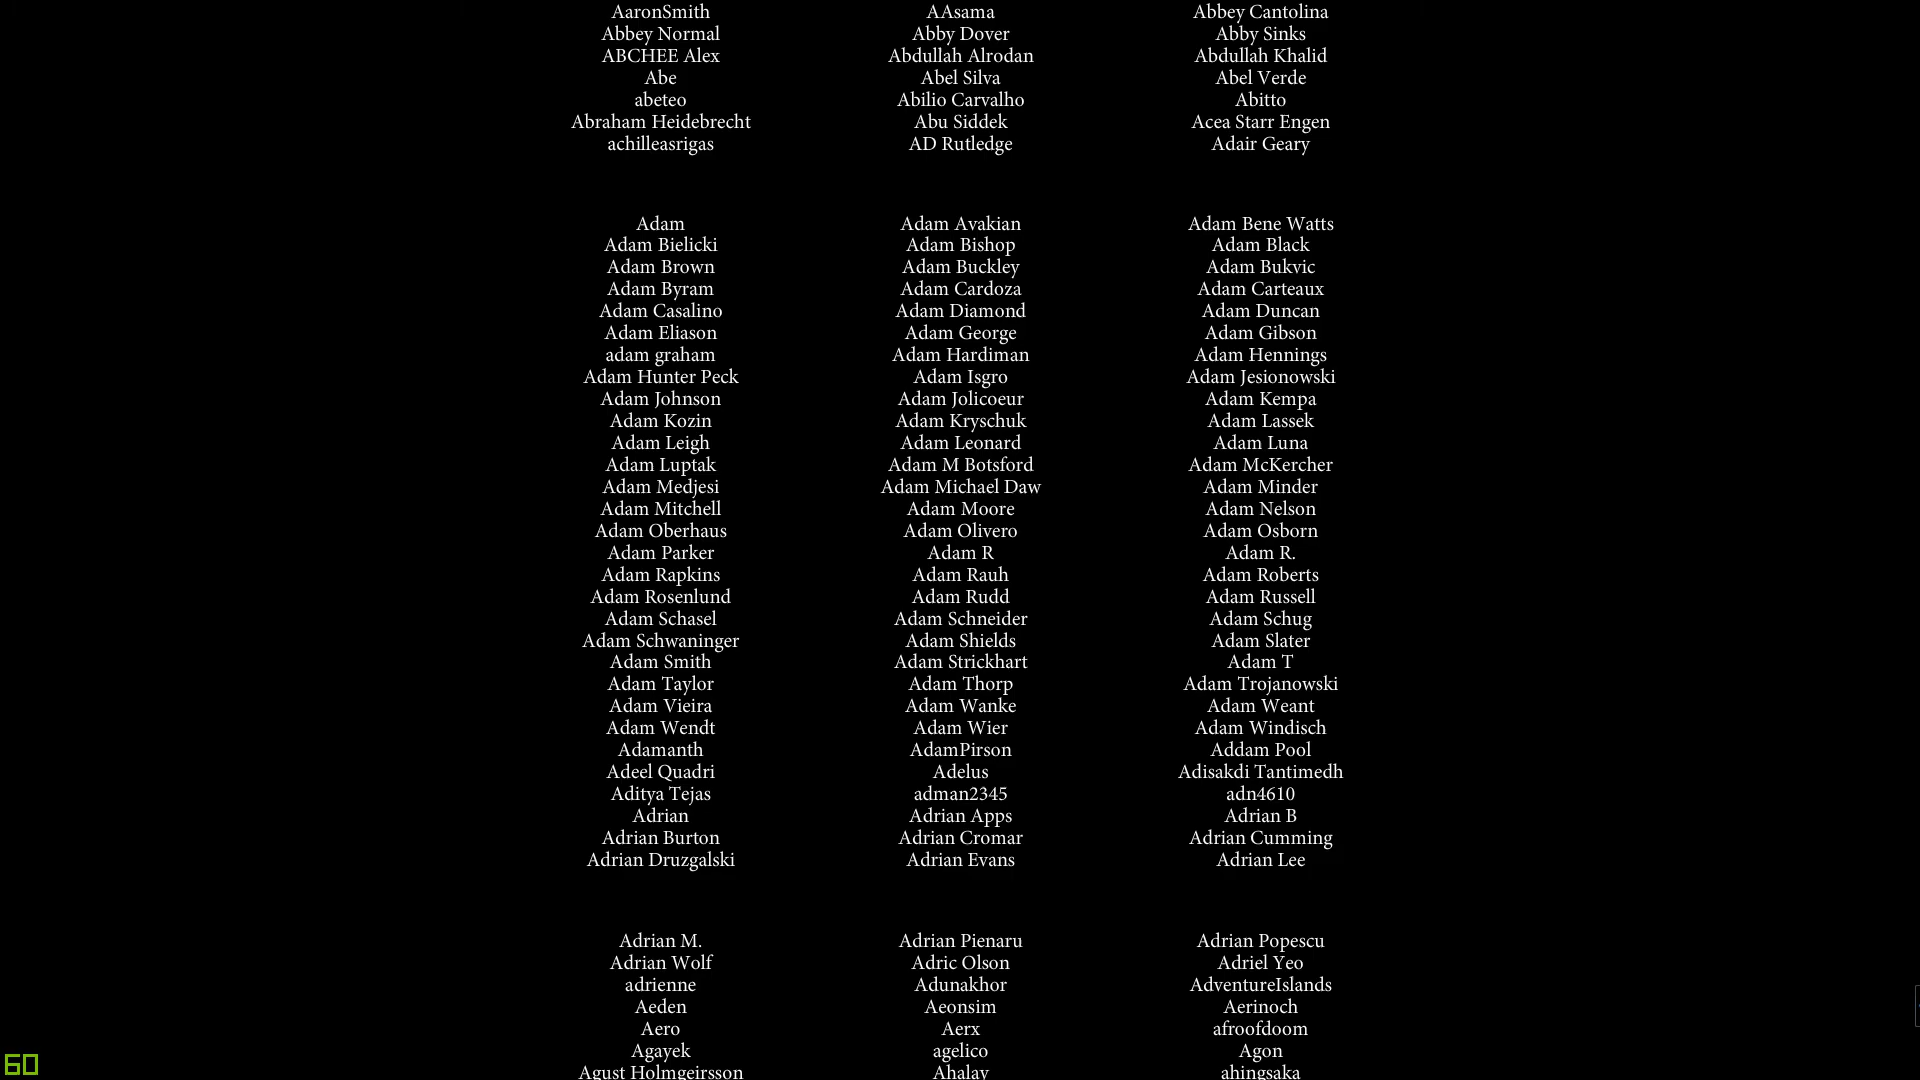 AaronSmith AAsama Abbey Cantolina
Abbey Normal Abby Dover Abby Sinks
ABCHEE Alex Abdullah Alrodan Abdullah Khalid
Abe Abel Silva Abel Verde
abeteo Abilio Carvalho Abitto
Abraham Heidebrecht Abu Siddek Acea Starr Engen
achilleasrigas AD Rutledge Adair Geary
Adam Adam Avakian Adam Bene Watts
Adam Bielicki Adam Bishop Adam Black
Adam Brown Adam Buckley Adam Bukvic
Adam Byram Adam Cardoza Adam Carteaux
Adam Casalino Adam Diamond Adam Duncan
Adam Eliason Adam George Adam Gibson
adam graham Adam Hardiman Adam Hennings
Adam Hunter Peck Adam Isgro Adam Jesionowski
Adam Johnson Adam Jolicoeur Adam Kempa
Adam Kozin Adam Kryschuk Adam Lassek
Adam Leigh Adam Leonard Adam Luna
Adam Luptak Adam M Botsford Adam McKercher
Adam Medjesi Adam Michael Daw Adam Minder
Adam Mitchell Adam Moore Adam Nelson
Adam Oberhaus Adam Olivero Adam Osborn
Adam Parker Adam R Adam R.
Adam Rapkins Adam Rauh Adam Roberts
Adam Rosenlund Adam Rudd Adam Russell
Adam Schasel Adam Schneider Adam Schug
Adam Schwaninger Adam Shields Adam Slater
Adam Smith Adam Strickhart Adam T
Adam Taylor Adam Thorp Adam Trojanowski
Adam Vieira Adam Wanke Adam Weant
Adam Wendt Adam Wier Adam Windisch
Adamanth AdamPirson Addam Pool
Adeel Quadri Adelus Adisakdi Tantimedh
Aditya Tejas adman2345 adn4610
Adrian Adrian Apps Adrian B
Adrian Burton Adrian Cromar Adrian Cumming
Adrian Druzgalski Adrian Evans Adrian Lee
Adrian M. Adrian Pienaru Adrian Popescu
Adrian Wolf Adric Olson Adriel Yeo
adrienne Adunakhor AdventureIslands
Aeden Aeonsim Aerinoch
Aero Aerx afroofdoom
Agayek agelico Agon
Agust Holmgeirsson Ahalay ahingsaka
60